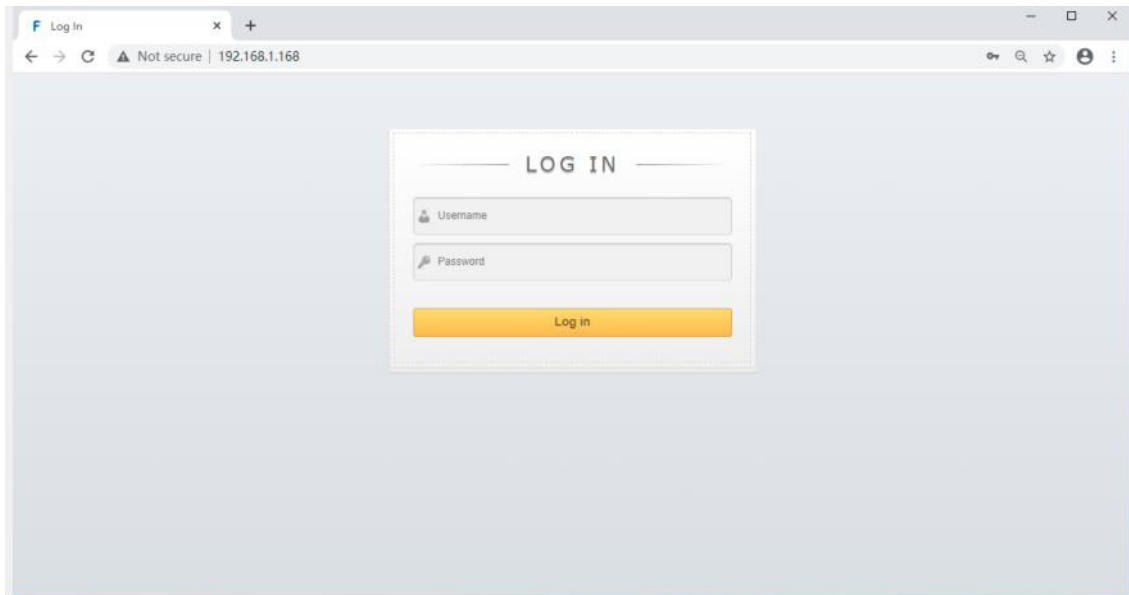 F Log In
Not secure | 192.168.1.168
LOG IN
Username
Password
Log in